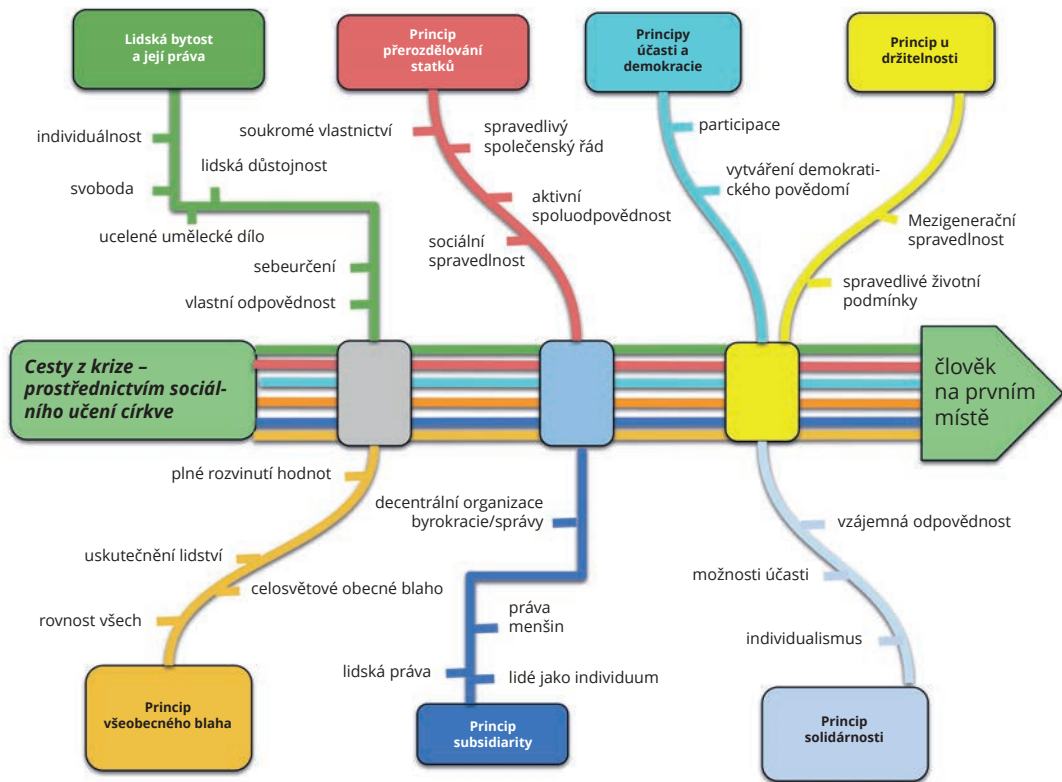 Lidská bytost
a její práva
Princip
přerozdělování
statků
Principy
účasti a
demokracie
Princip u
držitelnosti
individuálnost
svoboda
lidská důstojnost
ucelené umělecké dílo
sebeurčení
vlastní odpovědnost
soukromé vlastnictví
spravedlivý
společenský řád
aktivní
spoluodpovědnost
sociální
spravedlnost
participace
vytváření demokrati-
ckého povědomí
Mezigenerační
spravedlnost
spravedlivé životní
podmínky
Cesty z krize –
prostřednictvím sociál-
ního učení církve
člověk
na prvním
místě
plné rozvinutí hodnot
uskutečnění lidství
celosvětové obecné blaho
rovnost všech
decentrální organizace
byrokracie/správy
práva
menšin
lidská práva
lidé jako individuum
vzájemná odpovědnost
možnosti účasti
individualismus
Princip
všeobecného blaha
Princip
subsidiarity
Princip
solidárnosti